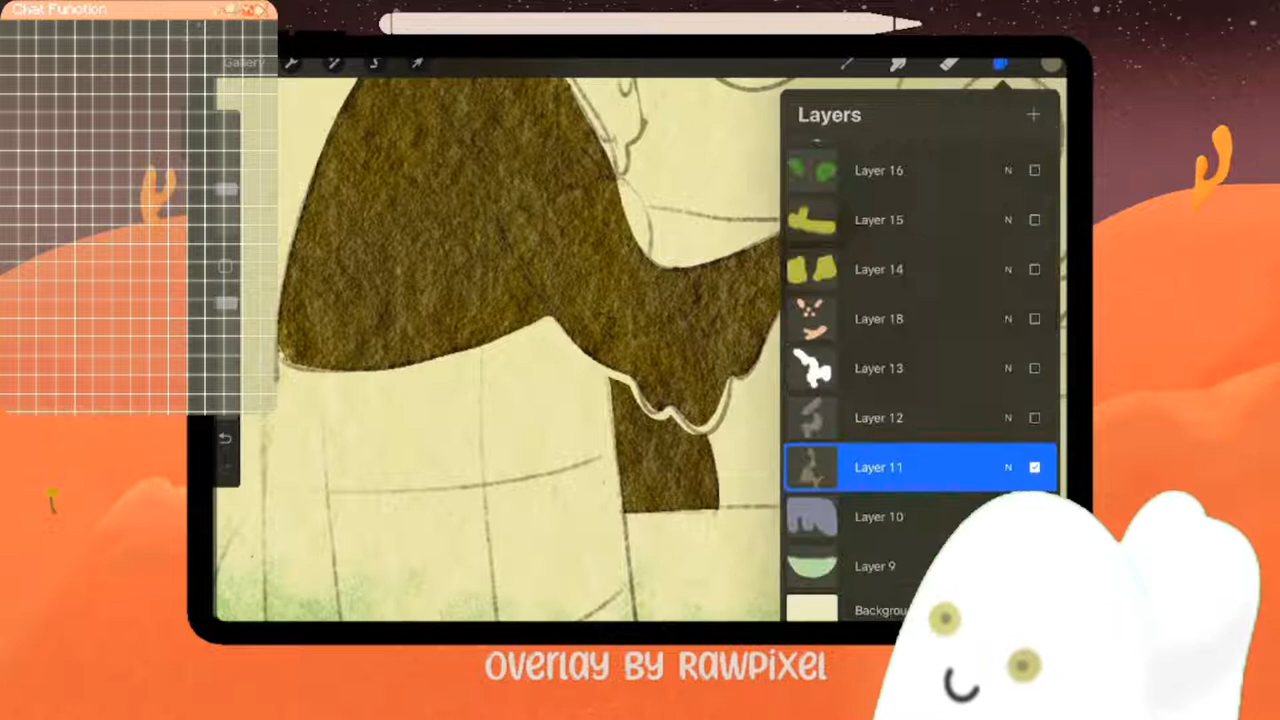 Chat Function
Gallery
Layers
Layer 16 N
Layer 15 N
Layer 14 N
Layer 18 N
Layer 13 N
Layer 12 N
Layer 11 N
Layer 10
Layer 9
Backgrou
OVERLAY BY RAWPIXEL